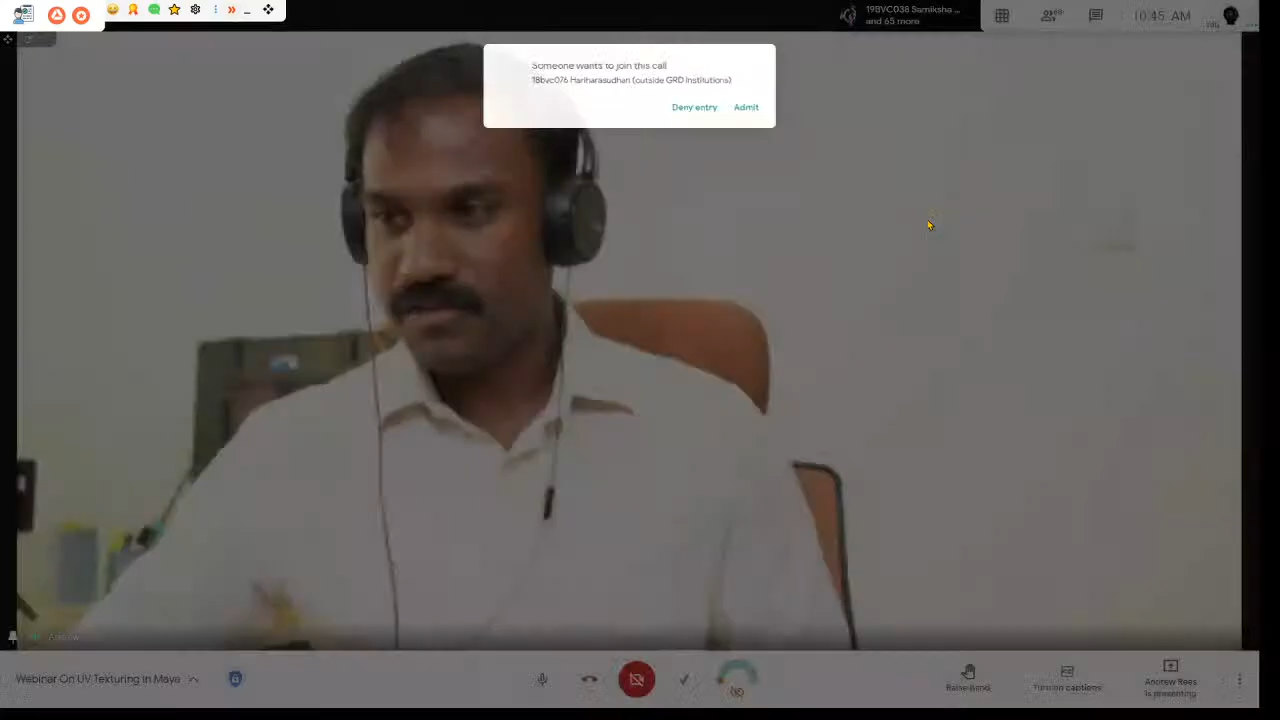 19BVC038 Samiksha ...
and 65 more
10:45 AM
Someone wants to join this call
18bvc076 Hariharasudhan (outside GRD Institutions)
Deny entry Admit
Andrew
Webinar On UV Texturing in Maya
Raise hand
Turn on captions
Andrew Rees
is presenting